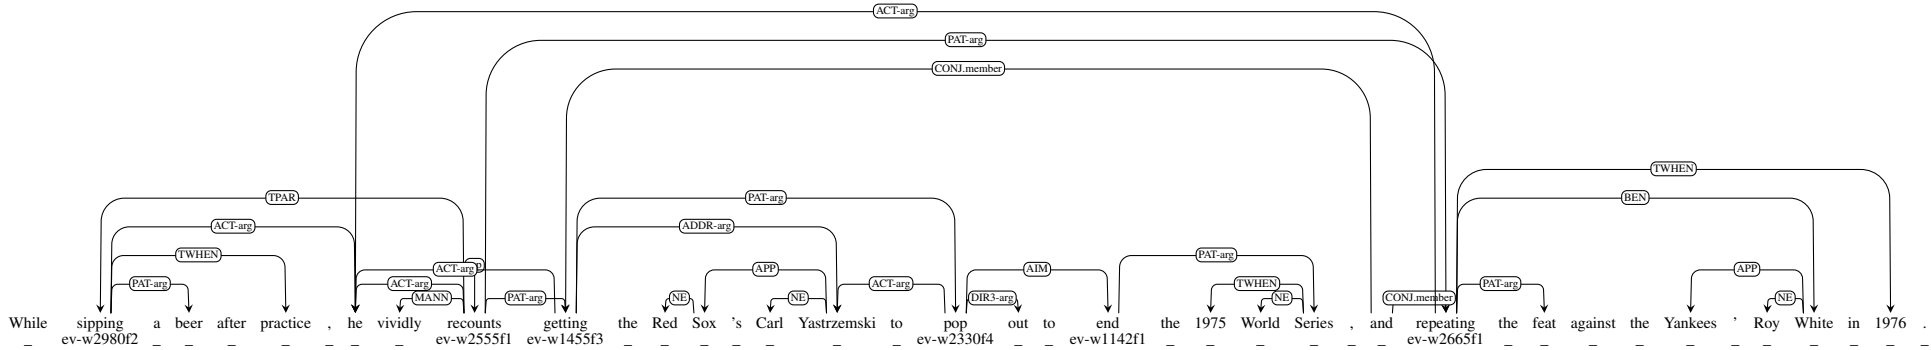 ACT-arg
PAT-arg
CONJ.member
TWHEN
TPAR PAT-arg BEN
ACT-arg ADDR-arg
TWHEN PAT-arg
ACT-arg APP AIM APP
PAT-arg ACT-arg ACT-arg TWHEN PAT-arg
MANN PAT-arg NE NE DIR3-arg NE CONJ.member NE
While sipping a beer after practice , he vividly recounts getting the Red Sox 's Carl Yastrzemski to pop out to end the 1975 World Series , and repeating the feat against the Yankees ' Roy White in 1976 .
_ ev-w2980f2 _ _ _ _ _ _ _ ev-w2555f1 ev-w1455f3 _ _ _ _ _ _ _ ev-w2330f4 _ _ ev-w1142f1 _ _ _ _ _ _ ev-w2665f1 _ _ _ _ _ _ _ _ _ _ _